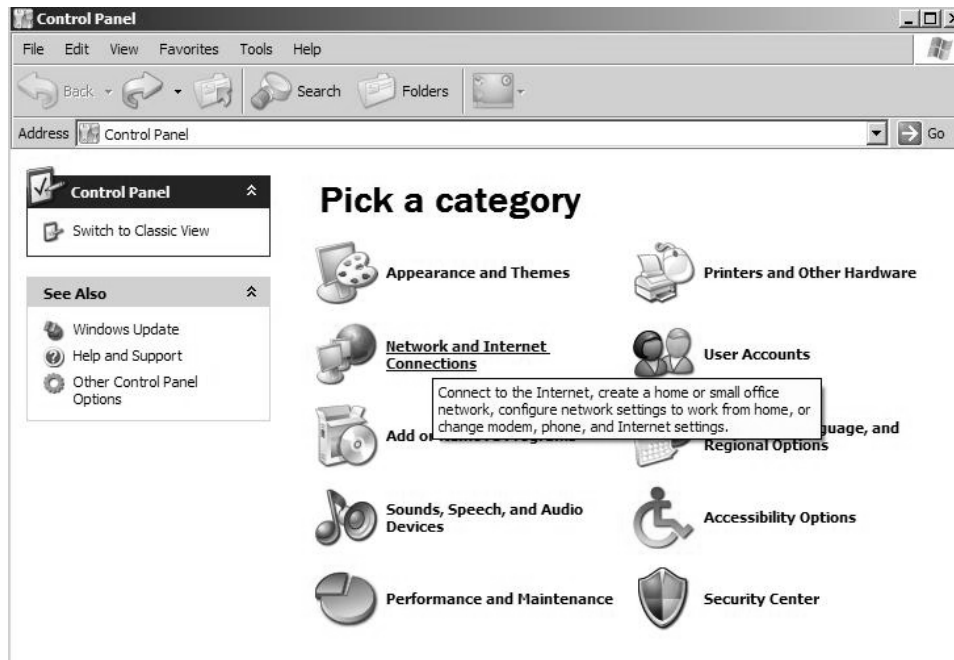 Control Panel
File Edit View Favorites Tools Help
Back Search Folders
Address Control Panel Go
Control Panel
Switch to Classic View
See Also
Windows Update
Help and Support
Other Control Panel
Options
Pick a category
Appearance and Themes
Printers and Other Hardware
Network and Internet
Connections
User Accounts
Connect to the Internet, create a home or small office
network, configure network settings to work from home, or
change modem, phone, and Internet settings.
Add or
guage, and
Regional Options
Sounds, Speech, and Audio
Devices
Accessibility Options
Performance and Maintenance
Security Center